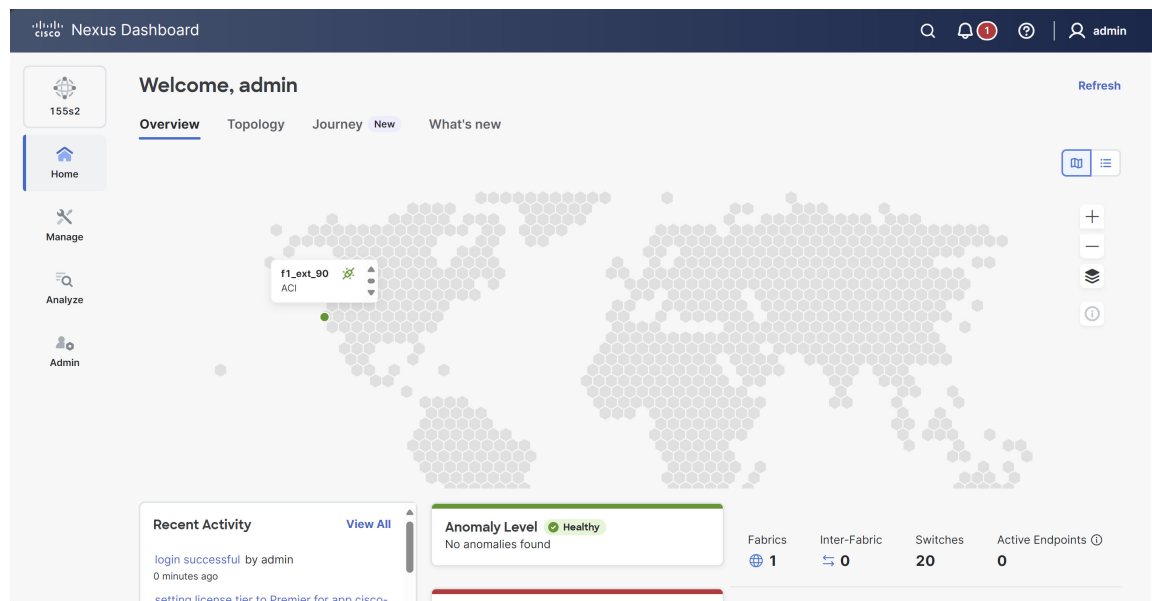 cisco Nexus Dashboard
1
admin
155s2
Home
Manage
Analyze
Admin
Welcome, admin
Refresh
Overview Topology Journey New What's new
f1_ext_90
ACI
Recent Activity View All
login successful by admin
0 minutes ago
setting license tier to Premier for app cisco-
Anomaly Level Healthy
No anomalies found
Fabrics Inter-Fabric Switches Active Endpoints
1 0 20 0